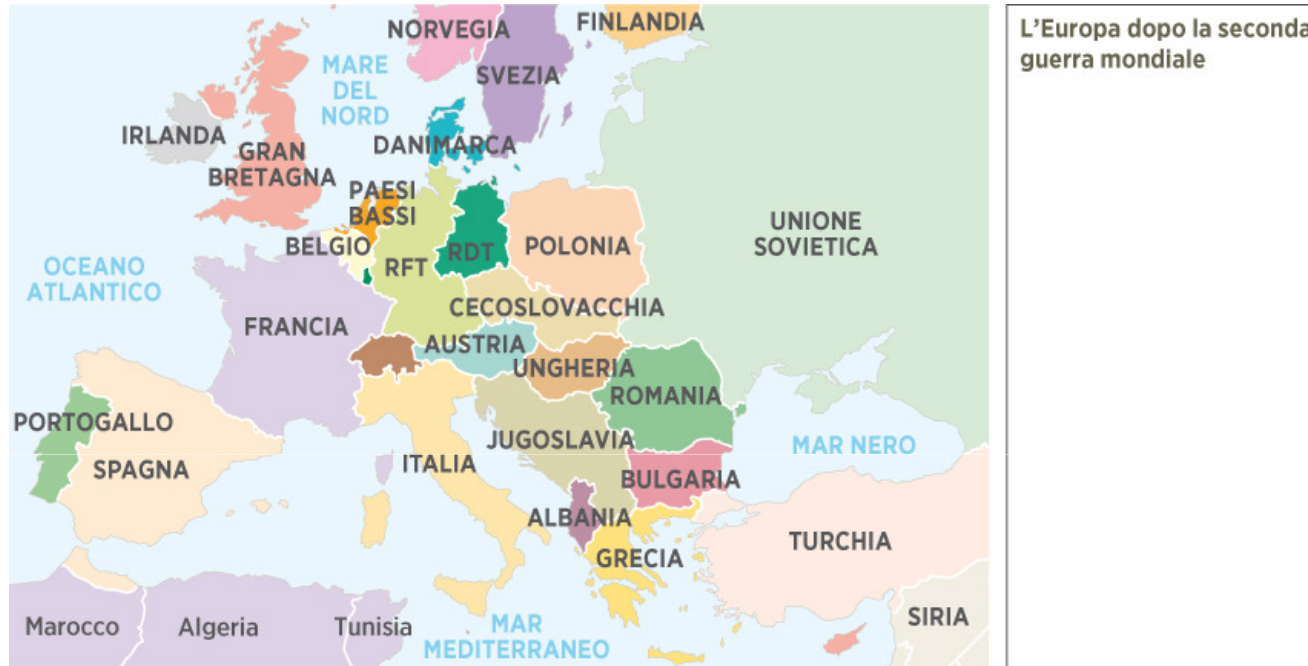 NORVEGIA
FINLANDIA
SVEZIA
MARE
DEL
NORD
IRLANDA
GRAN
BRETAGNA
DANIMARCA
PAESI
BASSI
BELGIO
RFT
RDT
POLONIA
UNIONE
SOVIETICA
OCEANO
ATLANTICO
FRANCIA
CECOSLOVACCHIA
AUSTRIA
UNGHERIA
ROMANIA
PORTOGALLO
SPAGNA
ITALIA
JUGOSLAVIA
MAR NERO
BULGARIA
ALBANIA
GRECIA
TURCHIA
Marocco
Algeria
Tunisia
MAR
MEDITERRANEO
SIRIA
L'Europa dopo la seconda
guerra mondiale